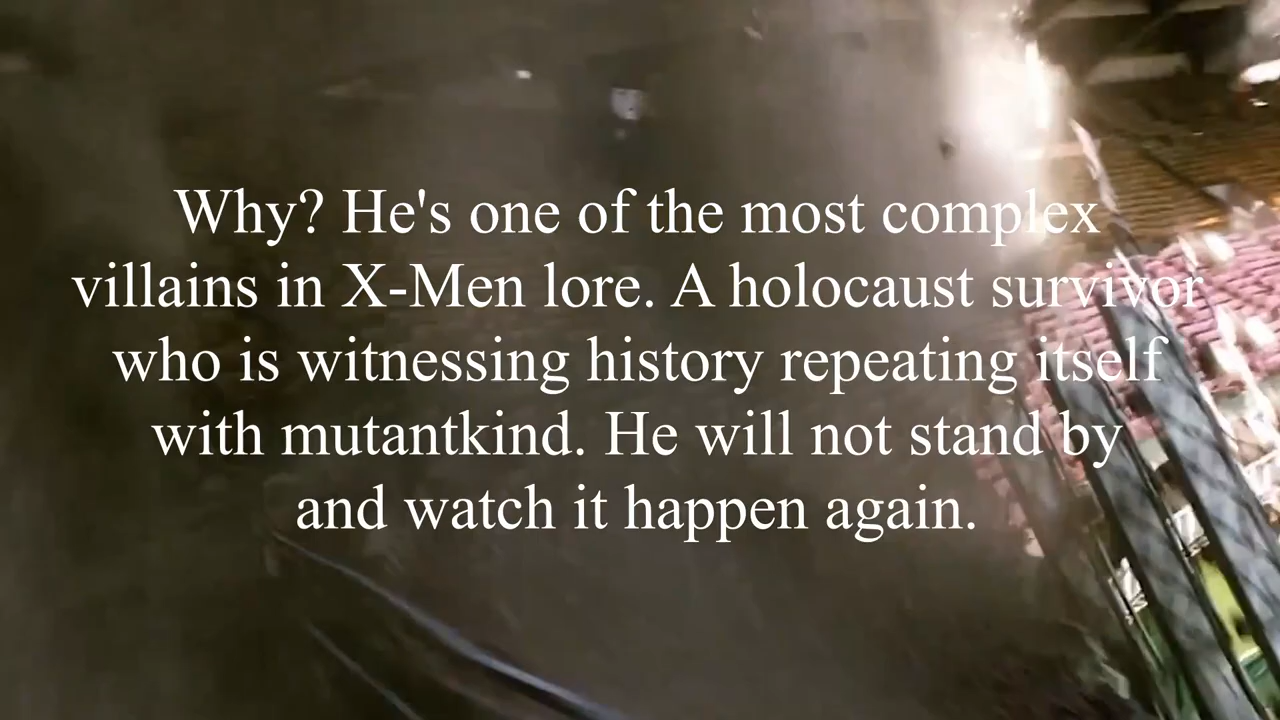 Why? He's one of the most complex
villains in X-Men lore. A holocaust survivor
who is witnessing history repeating itself
with mutantkind. He will not stand by
and watch it happen again.